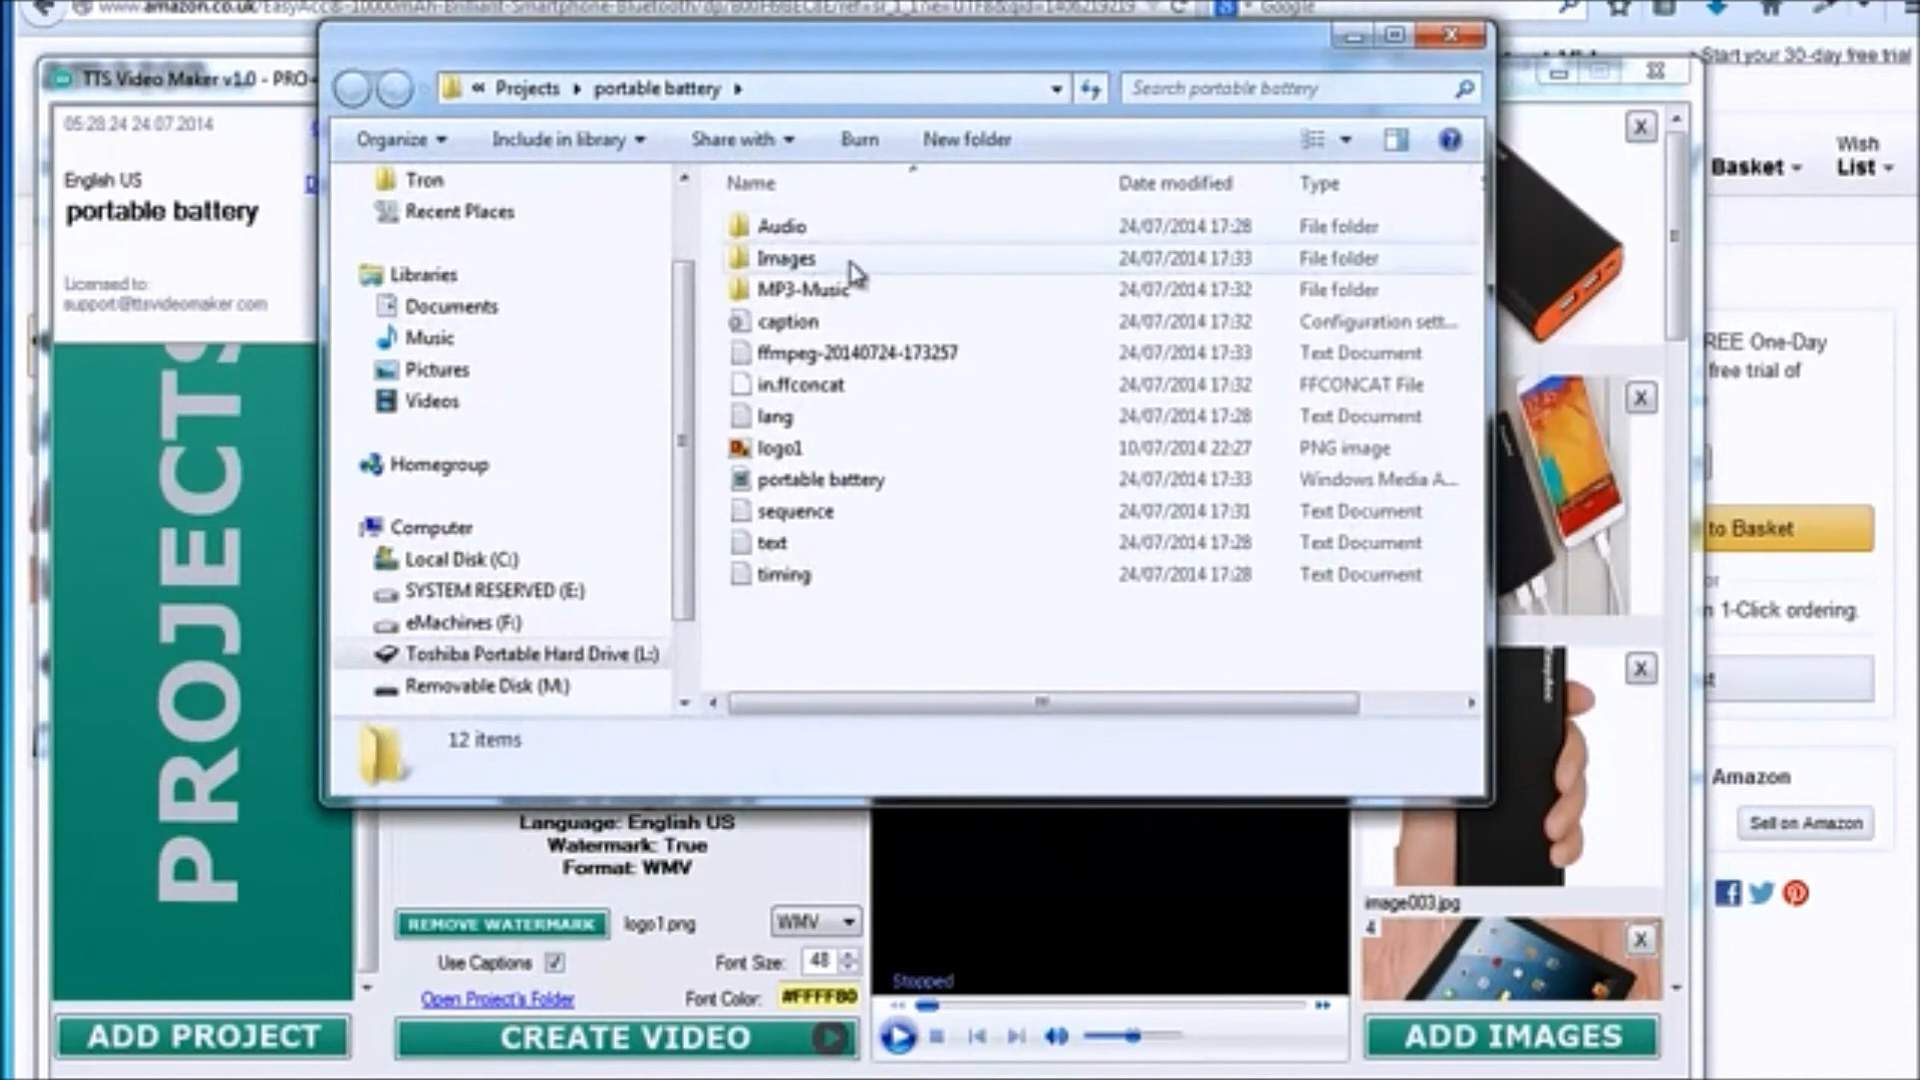 www.amazon.co.uk/EasyAcc
Google
Start your 30-day free trial
TTS Video Maker v1.0 - PRO
Projects
portable battery
Search portable battery
05:28:24 24.07.2014
Organize
Include in library
Share with
Burn
New folder
Wish
Basket
List
English US
portable battery
Licensed to:
support@ttsvideomaker.com
Tron
Recent Places
Libraries
Documents
Music
Pictures
Videos
Homegroup
Computer
Local Disk (C:)
SYSTEM RESERVED (E:)
eMachines (F:)
Toshiba Portable Hard Drive (L:)
Removable Disk (M:)
Name Date modified Type
Audio 24/07/2014 17:28 File folder
Images 24/07/2014 17:33 File folder
MP3-Music 24/07/2014 17:32 File folder
caption 24/07/2014 17:32 Configuration sett...
ffmpeg-20140724-173257 24/07/2014 17:33 Text Document
in.ffconcat 24/07/2014 17:32 FFCONCAT File
lang 24/07/2014 17:28 Text Document
logo1 10/07/2014 22:27 PNG image
portable battery 24/07/2014 17:33 Windows Media A...
sequence 24/07/2014 17:31 Text Document
text 24/07/2014 17:28 Text Document
timing 24/07/2014 17:28 Text Document
12 items
PROJECTS
REE One-Day
free trial of
to Basket
or
1-Click ordering.
Amazon
Sell on Amazon
Language: English US
Watermark: True
Format: WMV
REMOVE WATERMARK
logo1.png
WMV
Use Captions
Font Size: 48
Open Project's Folder
Font Color: #FFFF80
Stopped
image003.jpg
4
X
X
X
X
ADD PROJECT
CREATE VIDEO
ADD IMAGES